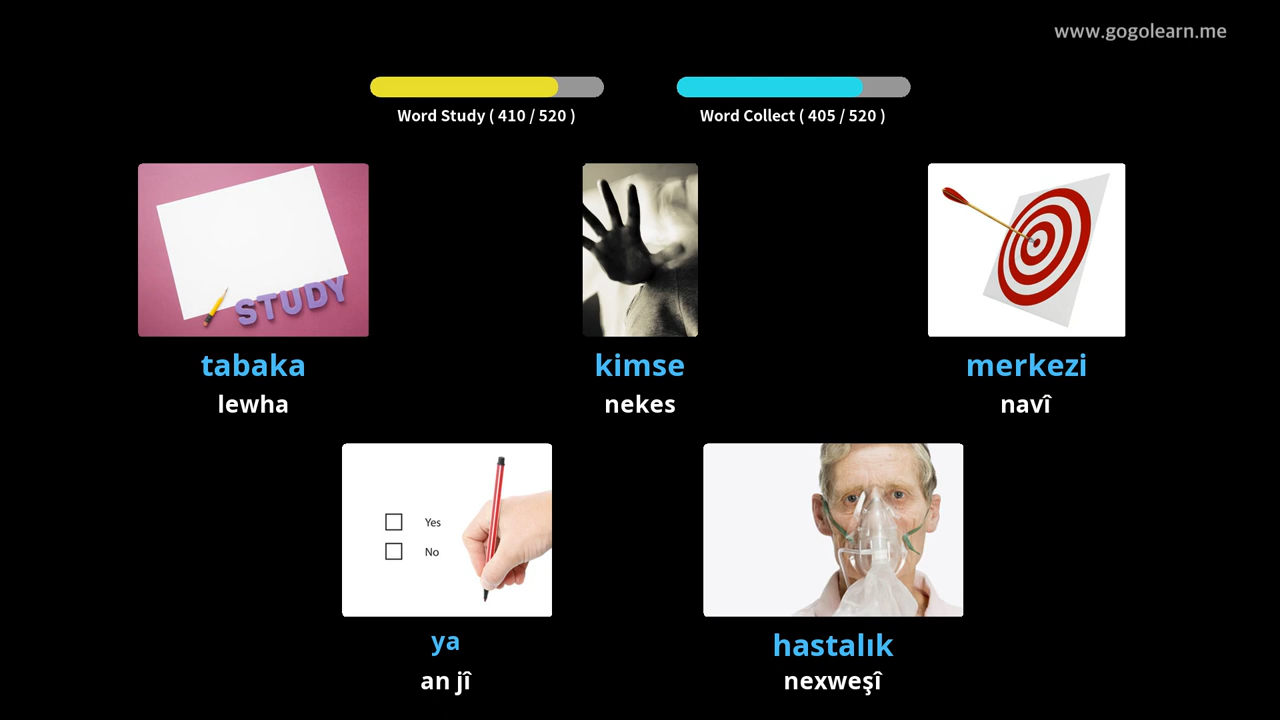 www.gogolearn.me
Word Study ( 410 / 520 )
Word Collect ( 405 / 520 )
STUDY
tabaka
lewha
kimse
nekes
merkezi
navî
Yes
No
ya
an jî
hastalık
nexweşî